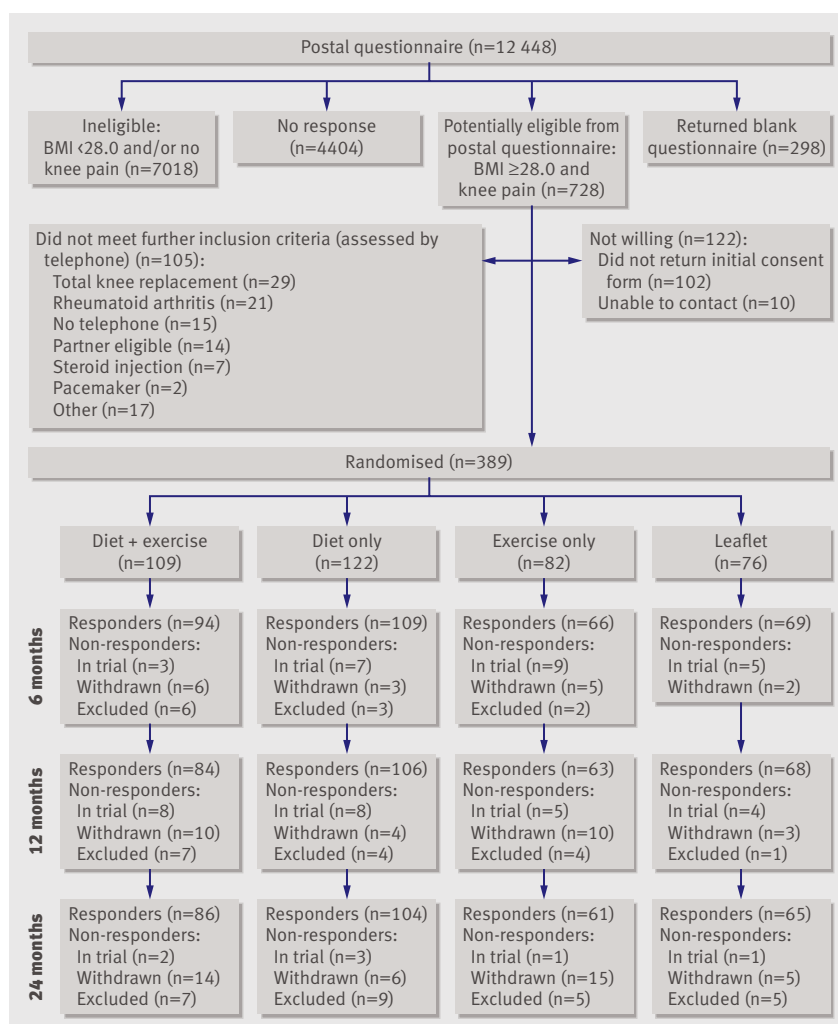 Postal questionnaire (n=12 448)
Ineligible:
BMI <28.0 and/or no
knee pain (n=7018)
No response
(n=4404)
Potentially eligible from
postal questionnaire:
BMI ≥28.0 and
knee pain (n=728)
Returned blank
questionnaire (n=298)
Did not meet further inclusion criteria (assessed by
telephone) (n=105):
Total knee replacement (n=29)
Rheumatoid arthritis (n=21)
No telephone (n=15)
Partner eligible (n=14)
Steroid injection (n=7)
Pacemaker (n=2)
Other (n=17)
Not willing (n=122):
Did not return initial consent
form (n=102)
Unable to contact (n=10)
Randomised (n=389)
Diet + exercise
(n=109)
Diet only
(n=122)
Exercise only
(n=82)
Leaflet
(n=76)
6 months
Responders (n=94)
Non-responders:
In trial (n=3)
Withdrawn (n=6)
Excluded (n=6)
Responders (n=109)
Non-responders:
In trial (n=7)
Withdrawn (n=3)
Excluded (n=3)
Responders (n=66)
Non-responders:
In trial (n=9)
Withdrawn (n=5)
Excluded (n=2)
Responders (n=69)
Non-responders:
In trial (n=5)
Withdrawn (n=2)
12 months
Responders (n=84)
Non-responders:
In trial (n=8)
Withdrawn (n=10)
Excluded (n=7)
Responders (n=106)
Non-responders:
In trial (n=8)
Withdrawn (n=4)
Excluded (n=4)
Responders (n=63)
Non-responders:
In trial (n=5)
Withdrawn (n=10)
Excluded (n=4)
Responders (n=68)
Non-responders:
In trial (n=4)
Withdrawn (n=3)
Excluded (n=1)
24 months
Responders (n=86)
Non-responders:
In trial (n=2)
Withdrawn (n=14)
Excluded (n=7)
Responders (n=104)
Non-responders:
In trial (n=3)
Withdrawn (n=6)
Excluded (n=9)
Responders (n=61)
Non-responders:
In trial (n=1)
Withdrawn (n=15)
Excluded (n=5)
Responders (n=65)
Non-responders:
In trial (n=1)
Withdrawn (n=5)
Excluded (n=5)